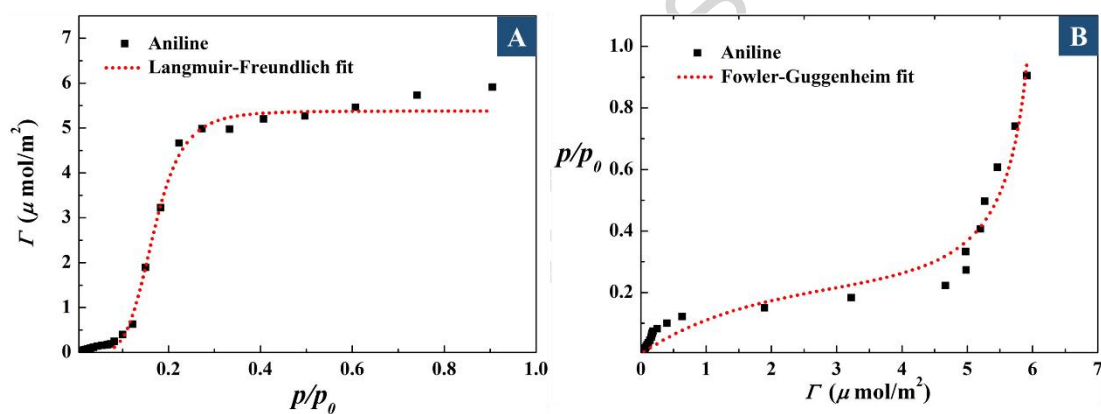 A
Aniline
Langmuir-Freundlich fit
Γ (μ mol/m²)
7
6
5
4
3
2
1
0
0.0 0.2 0.4 0.6 0.8 1.0
p/p₀
B
Aniline
Fowler-Guggenheim fit
p/p₀
1.0
0.8
0.6
0.4
0.2
0 1 2 3 4 5 6 7
Γ (μ mol/m²)